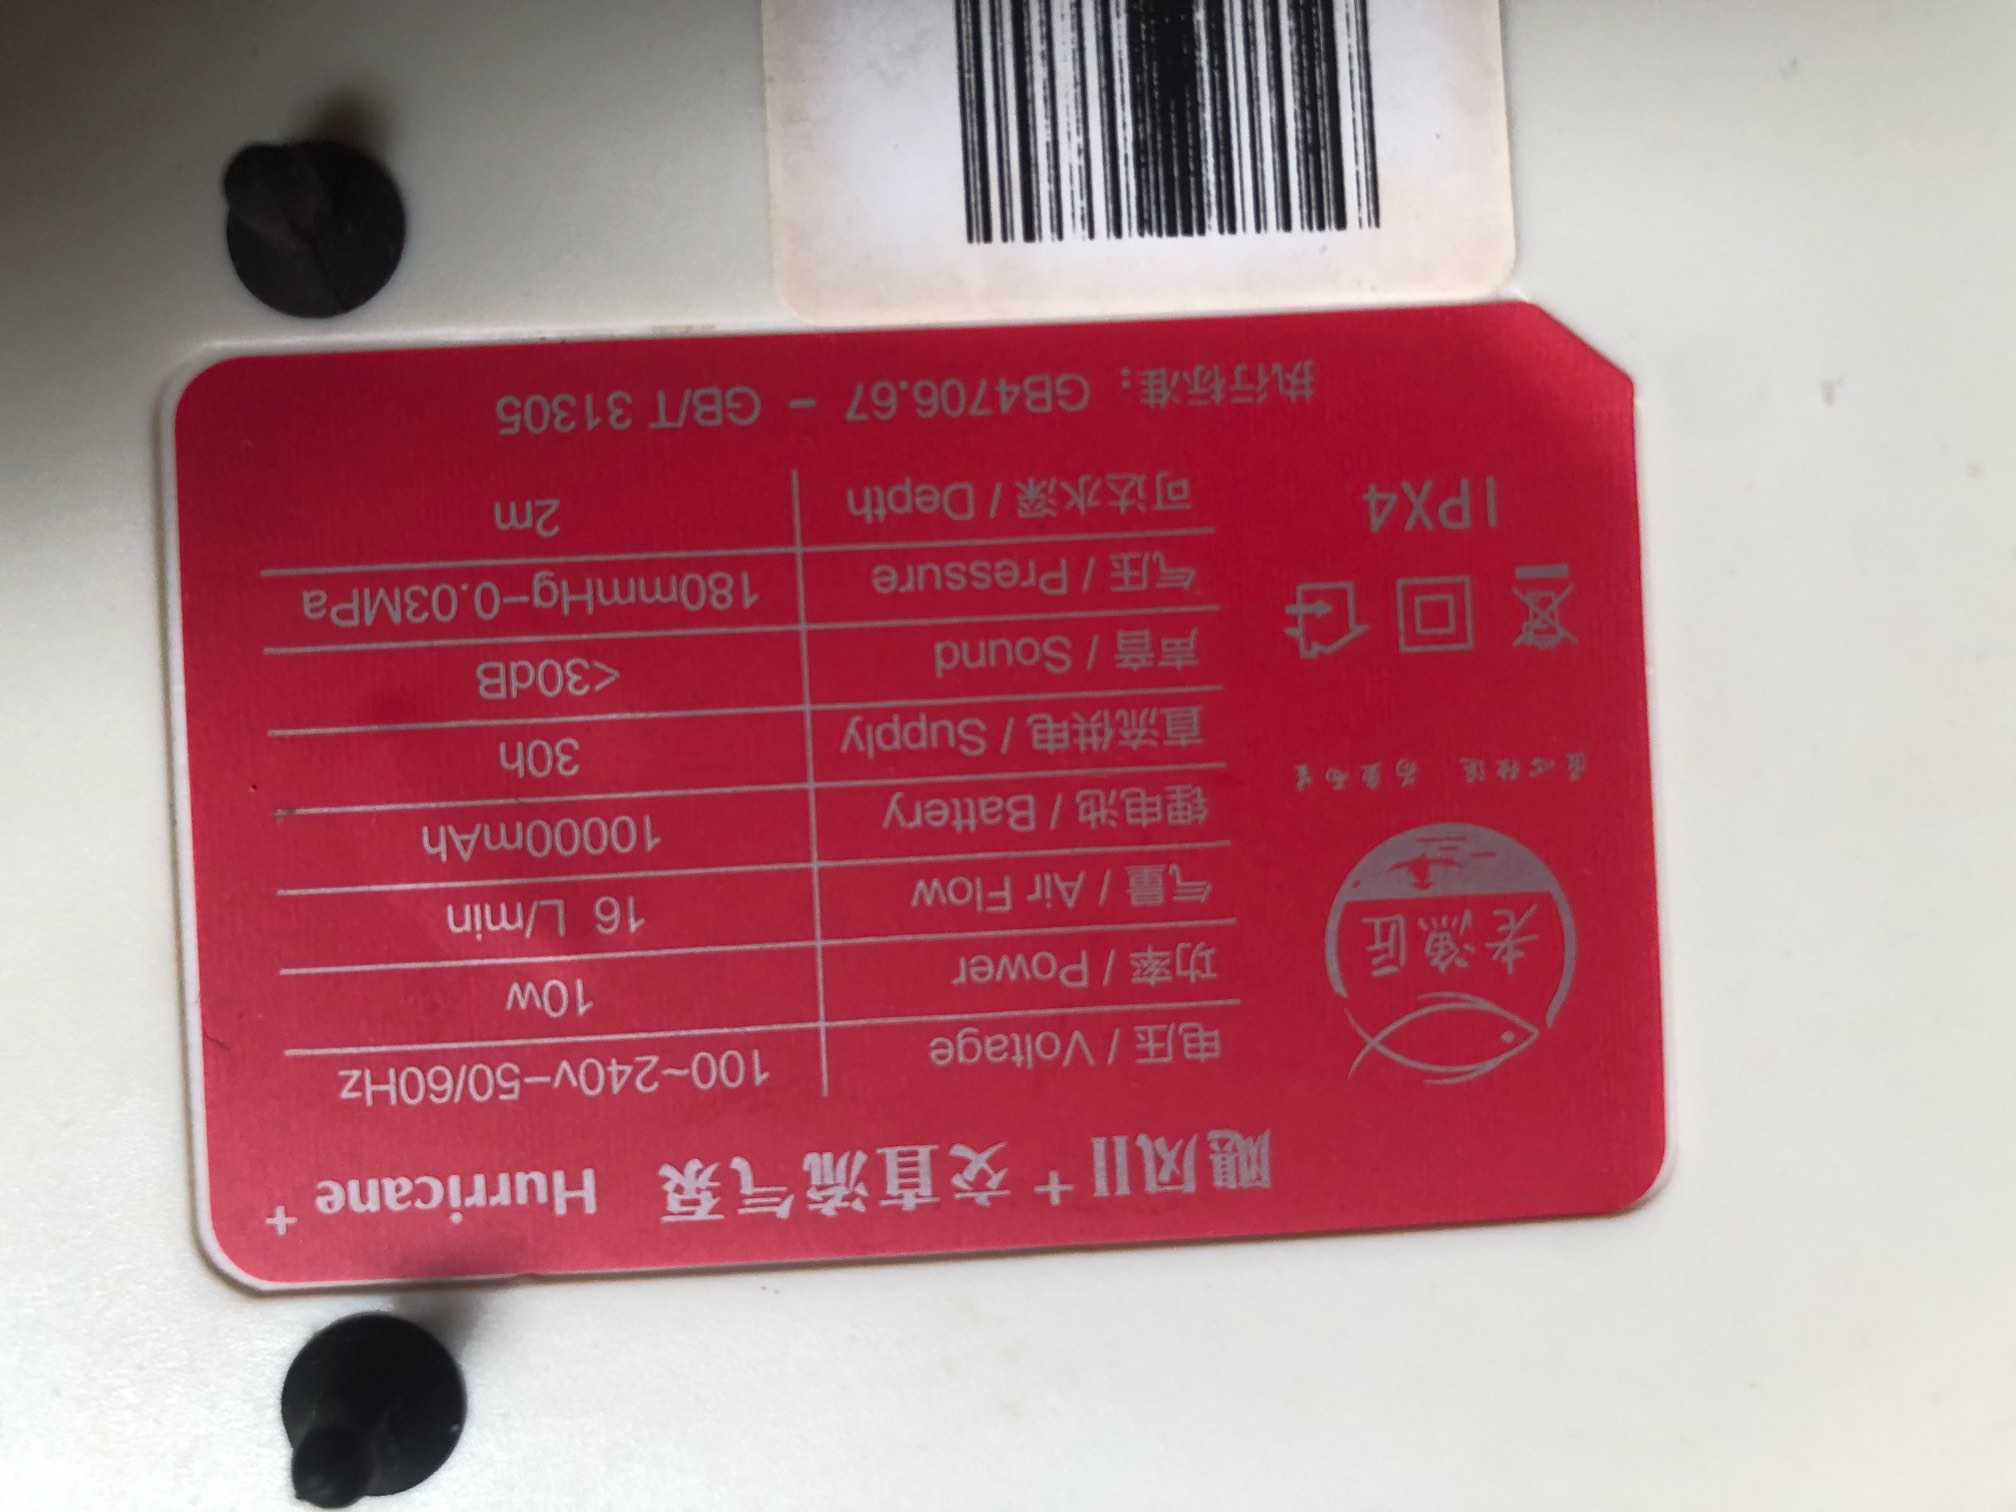 飓风II + 交直流气泵 Hurricane +
电压 / Voltage 100~240v-50/60Hz
功率 / Power 10w
气量 / Air Flow 16 L/min
锂电池 / Battery 10000mAh
直流供电 / Supply 30h
声音 / Sound <30dB
气压 / Pressure 180mmHg-0.03MPa
可达水深 / Depth 2m
老渔匠
IPX4
执行标准：GB4706.67 - GB/T 31305